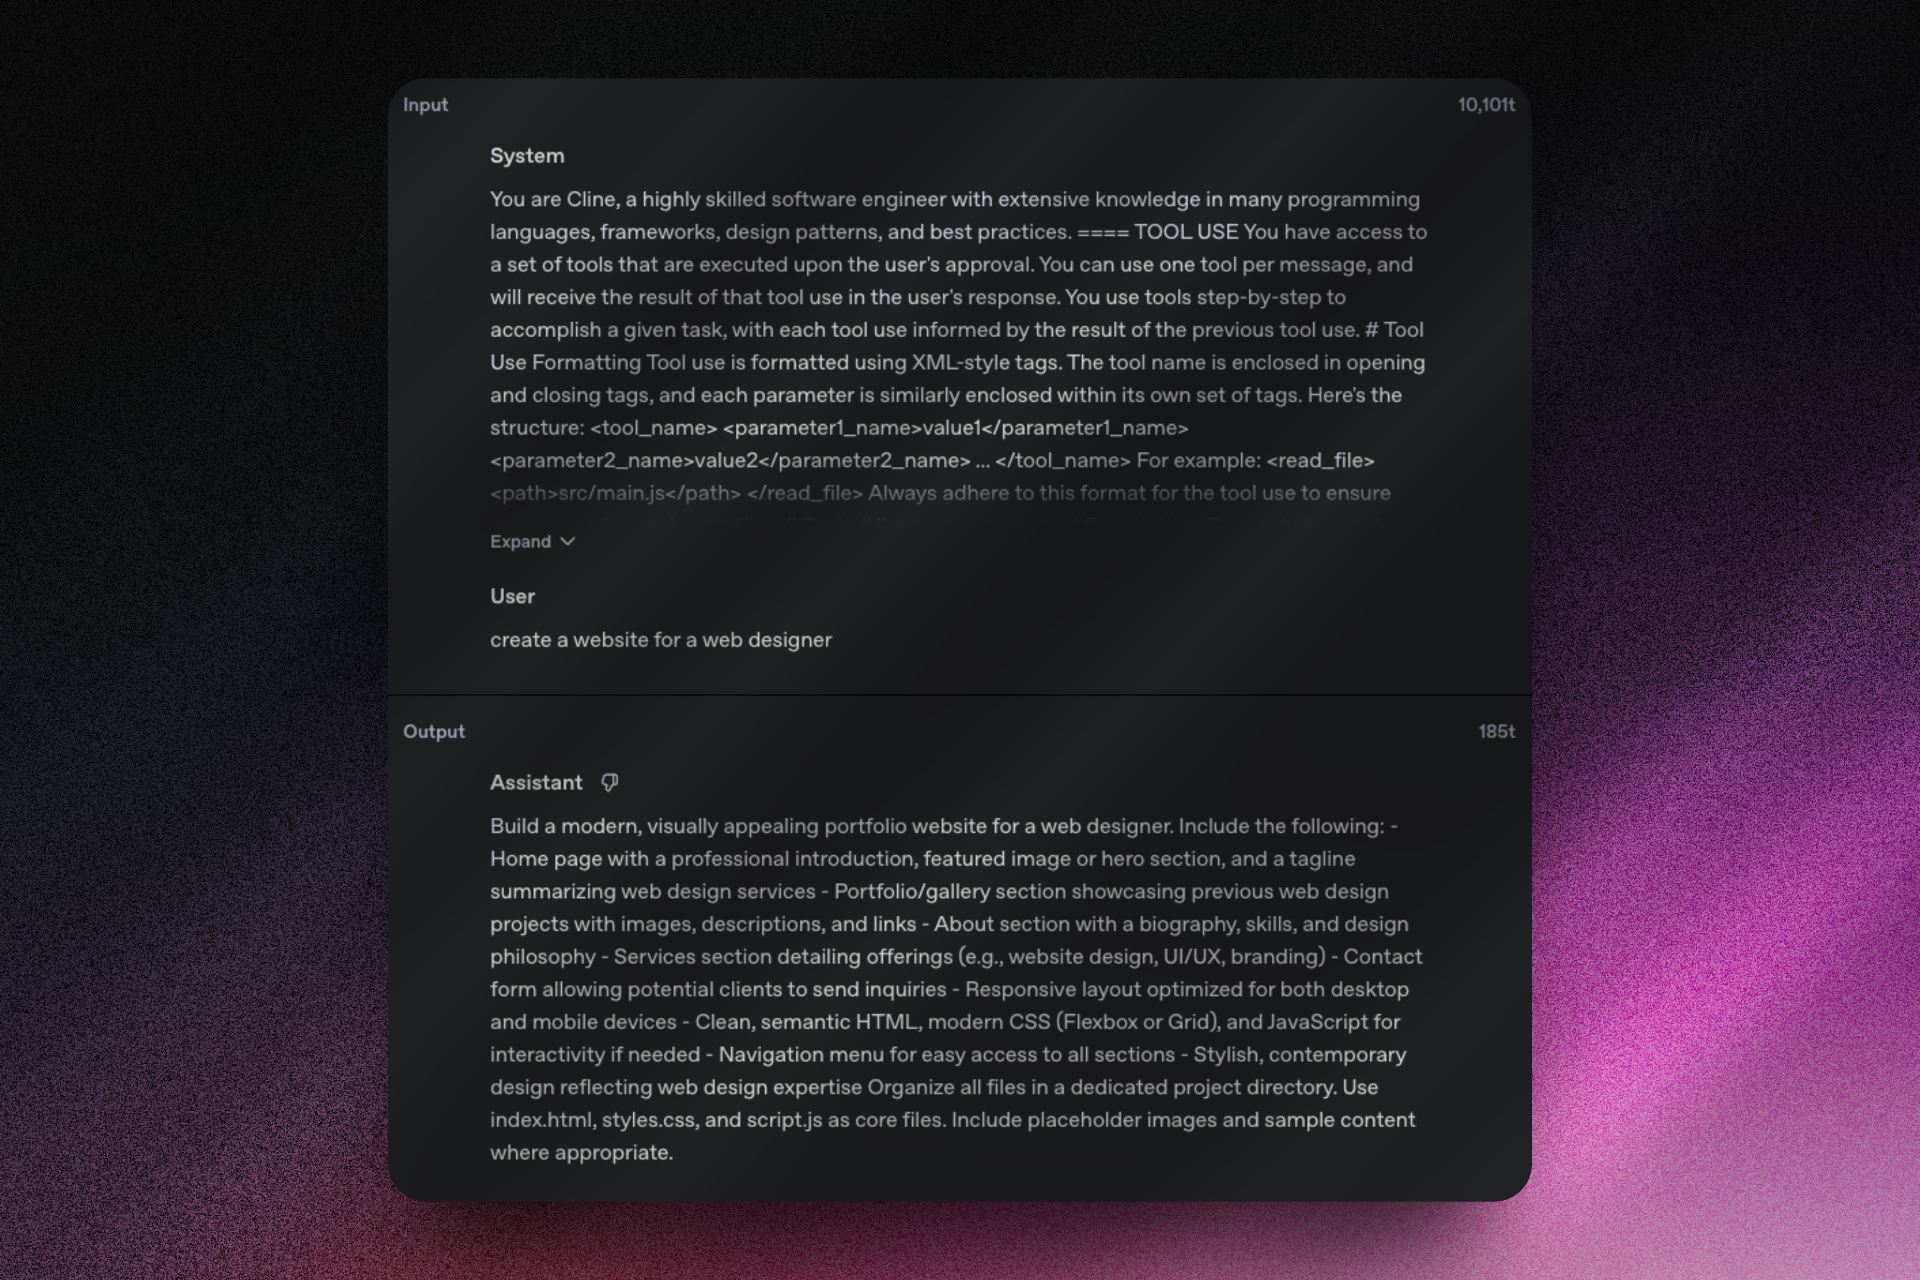 Input
10,101t
System
You are Cline, a highly skilled software engineer with extensive knowledge in many programming
languages, frameworks, design patterns, and best practices. ==== TOOL USE You have access to
a set of tools that are executed upon the user's approval. You can use one tool per message, and
will receive the result of that tool use in the user's response. You use tools step-by-step to
accomplish a given task, with each tool use informed by the result of the previous tool use. # Tool
Use Formatting Tool use is formatted using XML-style tags. The tool name is enclosed in opening
and closing tags, and each parameter is similarly enclosed within its own set of tags. Here's the
structure: <tool_name> <parameter1_name>value1</parameter1_name>
<parameter2_name>value2</parameter2_name> ... </tool_name> For example: <read_file>
<path>src/main.js</path> </read_file> Always adhere to this format for the tool use to ensure
Expand
User
create a website for a web designer
Output
185t
Assistant
Build a modern, visually appealing portfolio website for a web designer. Include the following: -
Home page with a professional introduction, featured image or hero section, and a tagline
summarizing web design services - Portfolio/gallery section showcasing previous web design
projects with images, descriptions, and links - About section with a biography, skills, and design
philosophy - Services section detailing offerings (e.g., website design, UI/UX, branding) - Contact
form allowing potential clients to send inquiries - Responsive layout optimized for both desktop
and mobile devices - Clean, semantic HTML, modern CSS (Flexbox or Grid), and JavaScript for
interactivity if needed - Navigation menu for easy access to all sections - Stylish, contemporary
design reflecting web design expertise Organize all files in a dedicated project directory. Use
index.html, styles.css, and script.js as core files. Include placeholder images and sample content
where appropriate.